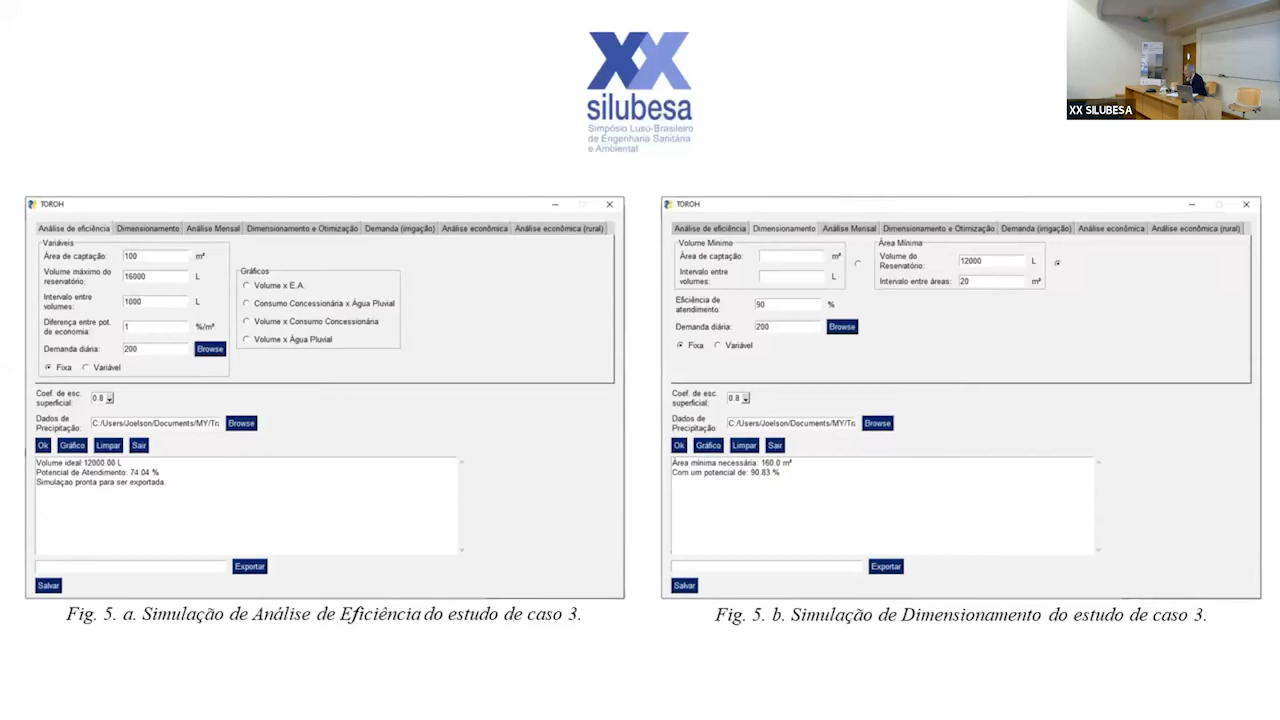 XX
silubesa
Simpósio Luso-Brasileiro
de Engenharia Sanitária
e Ambiental
XX SILUBESA
TOROH
Análise de eficiência Dimensionamento Análise Mensal Dimensionamento e Otimização Demanda (irrigação) Análise econômica Análise econômica (rural)
Variáveis
Área de captação: 100 m²
Volume máximo do
reservatório: 16000 L
Intervalo entre
volumes: 1000 L
Diferença entre pot.
de economia: 1 %/m³
Demanda diária: 200 Browse
Fixa Variável
Gráficos
Volume x E.A.
Consumo Concessionária x Água Pluvial
Volume x Consumo Concessionária
Volume x Água Pluvial
Coef. de esc.
superficial: 0.8
Dados de
Precipitação: C:/Users/Joelson/Documents/MY/Tra Browse
Ok Gráfico Limpar Sair
Volume ideal:12000.00 L
Potencial de Atendimento: 74.04 %
Simulaçao pronta para ser exportada.
Exportar
Salvar
Fig. 5. a. Simulação de Análise de Eficiência do estudo de caso 3.
TOROH
Análise de eficiência Dimensionamento Análise Mensal Dimensionamento e Otimização Demanda (irrigação) Análise econômica Análise econômica (rural)
Volume Mínimo
Área de captação: m²
Intervalo entre
volumes: L
Área Mínima
Volume do
Reservatório: 12000 L
Intervalo entre áreas: 20 m²
Eficiência de
atendimento: 90 %
Demanda diária: 200 Browse
Fixa Variável
Coef. de esc.
superficial: 0.8
Dados de
Precipitação: C:/Users/Joelson/Documents/MY/Tra Browse
Ok Gráfico Limpar Sair
Área mínima necessária: 160.0 m²
Com um potencial de: 90.83 %
Exportar
Salvar
Fig. 5. b. Simulação de Dimensionamento do estudo de caso 3.